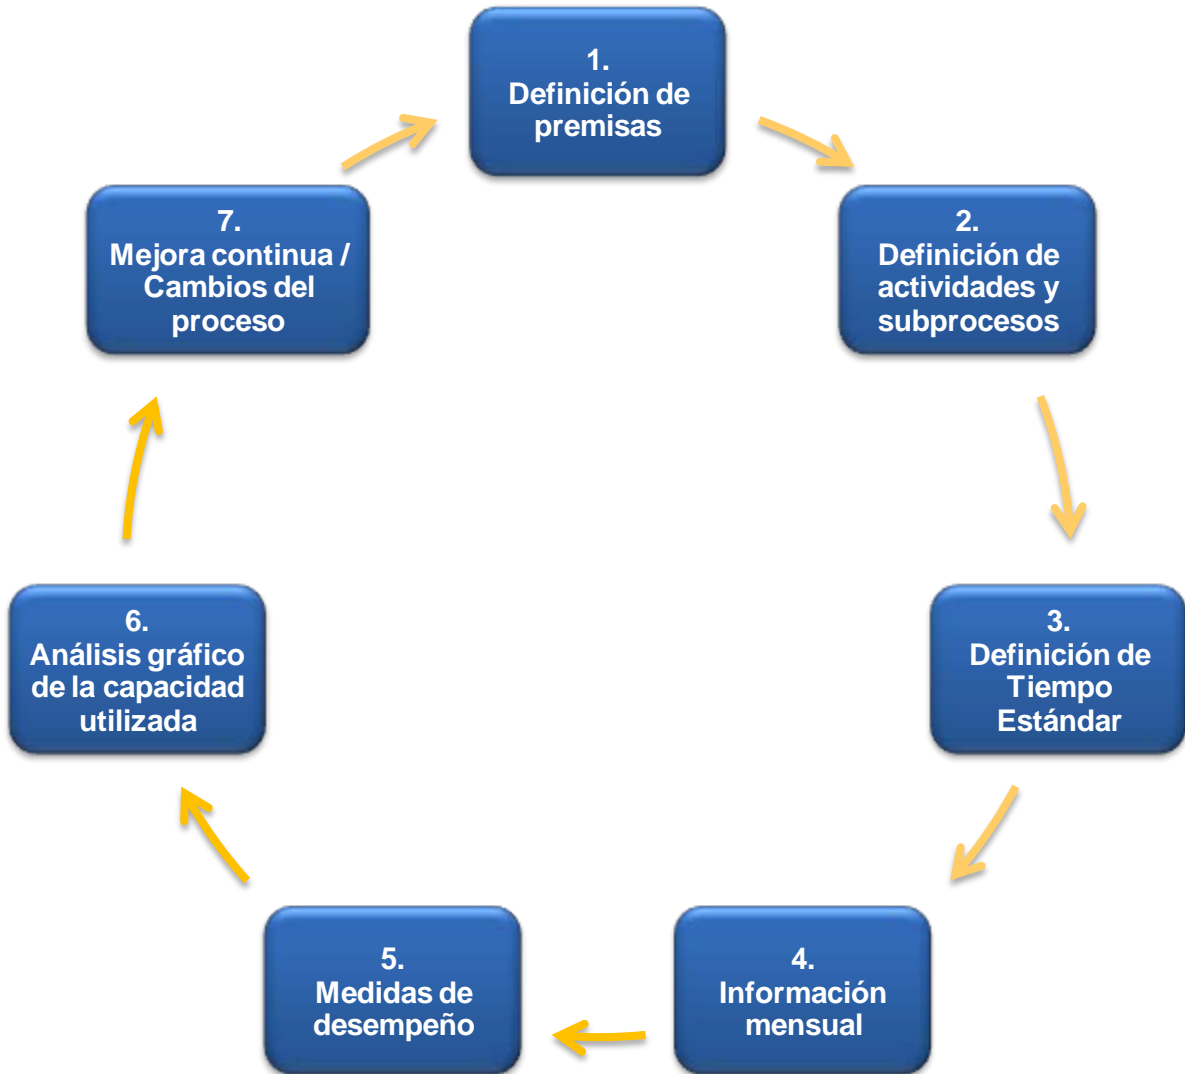 1.
Definición de
premisas
2.
Definición de
actividades y
subprocesos
3.
Definición de
Tiempo
Estándar
4.
Información
mensual
5.
Medidas de
desempeño
6.
Análisis gráfico
de la capacidad
utilizada
7.
Mejora continua /
Cambios del
proceso